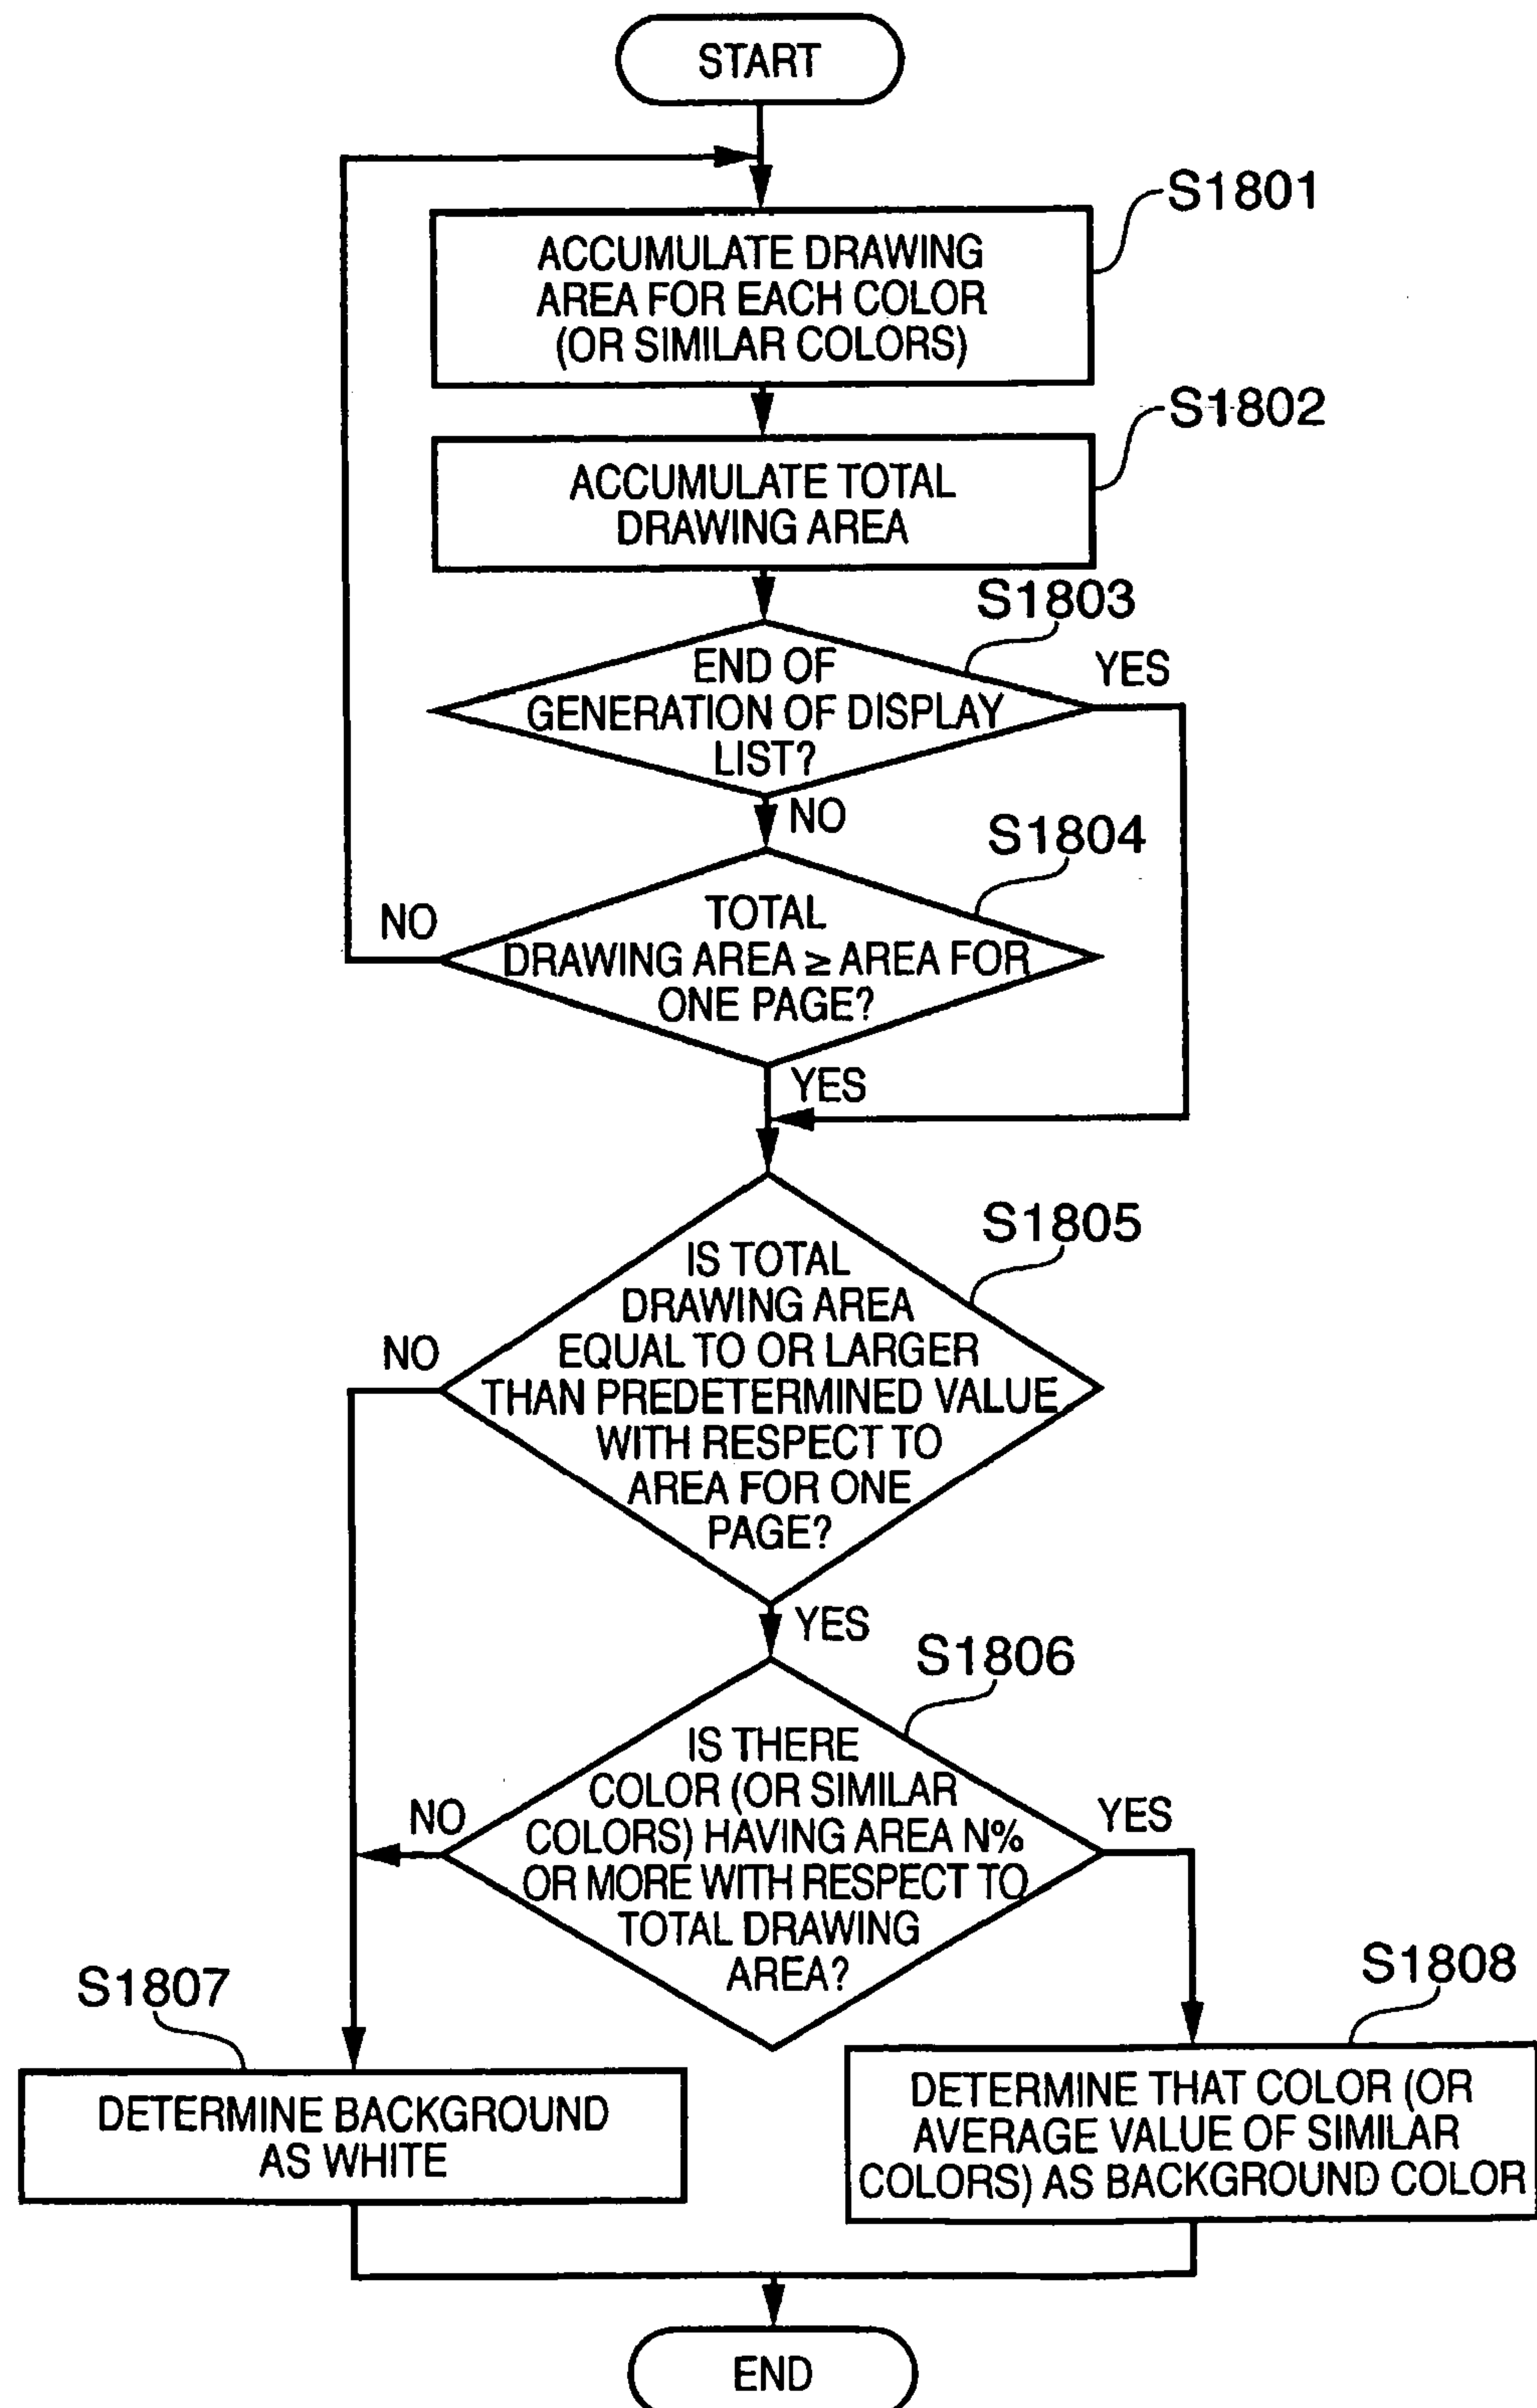 START
S1801
ACCUMULATE DRAWING
AREA FOR EACH COLOR
(OR SIMILAR COLORS)
S1802
ACCUMULATE TOTAL
DRAWING AREA
S1803
END OF
GENERATION OF DISPLAY
LIST?
YES
NO
S1804
TOTAL
DRAWING AREA ≥ AREA FOR
ONE PAGE?
NO
YES
S1805
IS TOTAL
DRAWING AREA
EQUAL TO OR LARGER
THAN PREDETERMINED VALUE
WITH RESPECT TO
AREA FOR ONE
PAGE?
NO
YES
S1806
IS THERE
COLOR (OR SIMILAR
COLORS) HAVING AREA N%
OR MORE WITH RESPECT TO
TOTAL DRAWING
AREA?
NO
YES
S1807
DETERMINE BACKGROUND
AS WHITE
S1808
DETERMINE THAT COLOR (OR
AVERAGE VALUE OF SIMILAR
COLORS) AS BACKGROUND COLOR
END